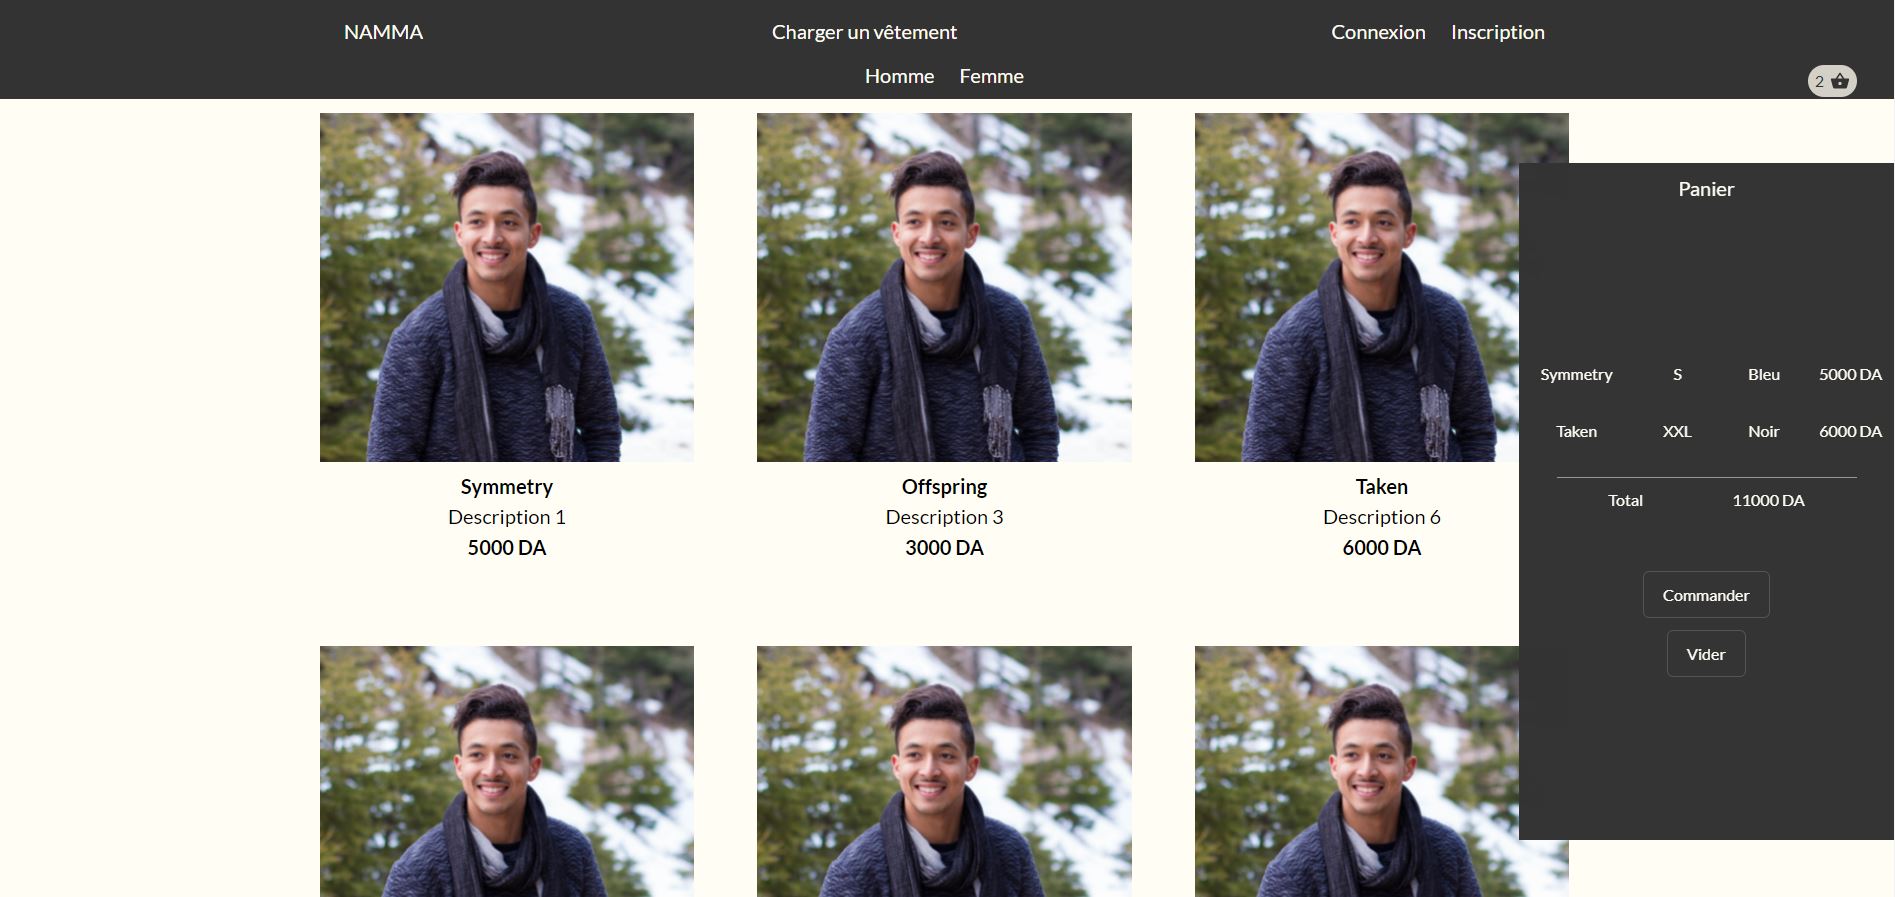 NAMMA
Charger un vêtement
Connexion Inscription
Homme Femme
2
Symmetry
Description 1
5000 DA
Offspring
Description 3
3000 DA
Taken
Description 6
6000 DA
Panier
Symmetry S Bleu 5000 DA
Taken XXL Noir 6000 DA
Total 11000 DA
Commander
Vider